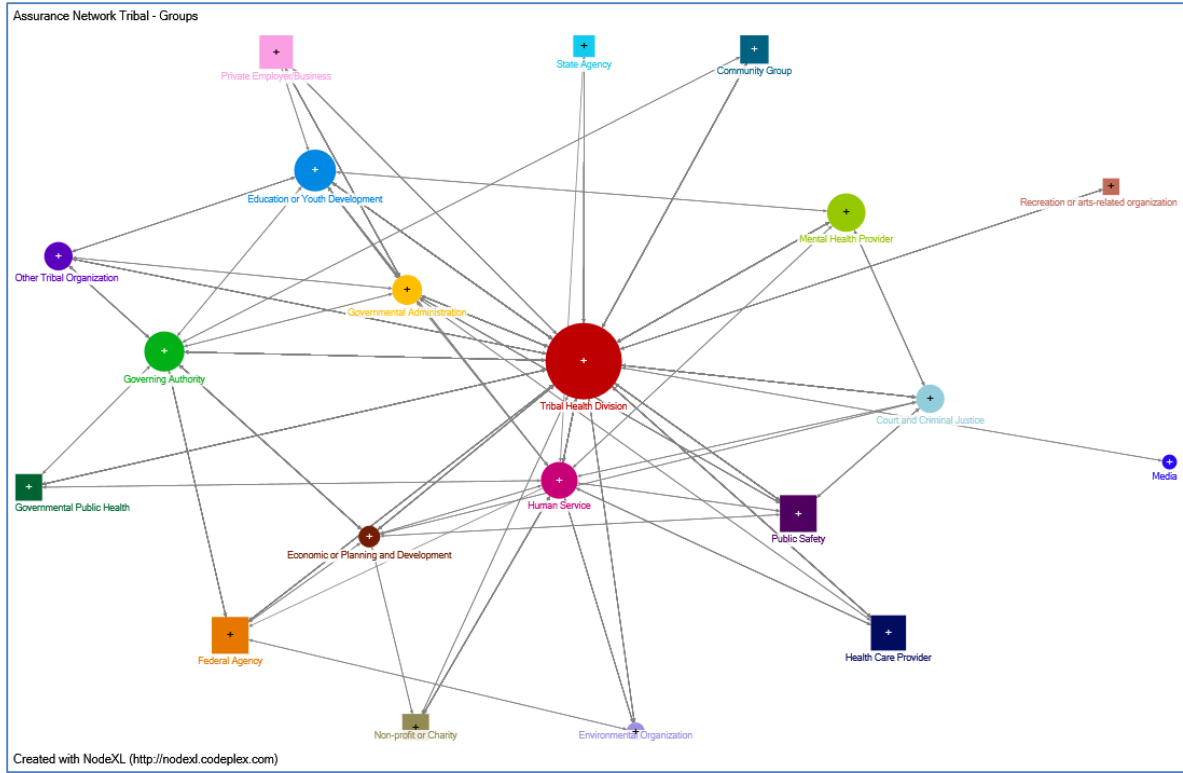 Assurance Network Tribal - Groups
Private Employer/Business
State Agency
Community Group
Education or Youth Development
Recreation or arts-related organization
Mental Health Provider
Other Tribal Organization
Governmental Administration
Governing Authority
Tribal Health Division
Court and Criminal Justice
Media
Governmental Public Health
Human Service
Public Safety
Economic or Planning and Development
Federal Agency
Health Care Provider
Non-profit or Charity
Environmental Organization
Created with NodeXL (http://nodexl.codeplex.com)